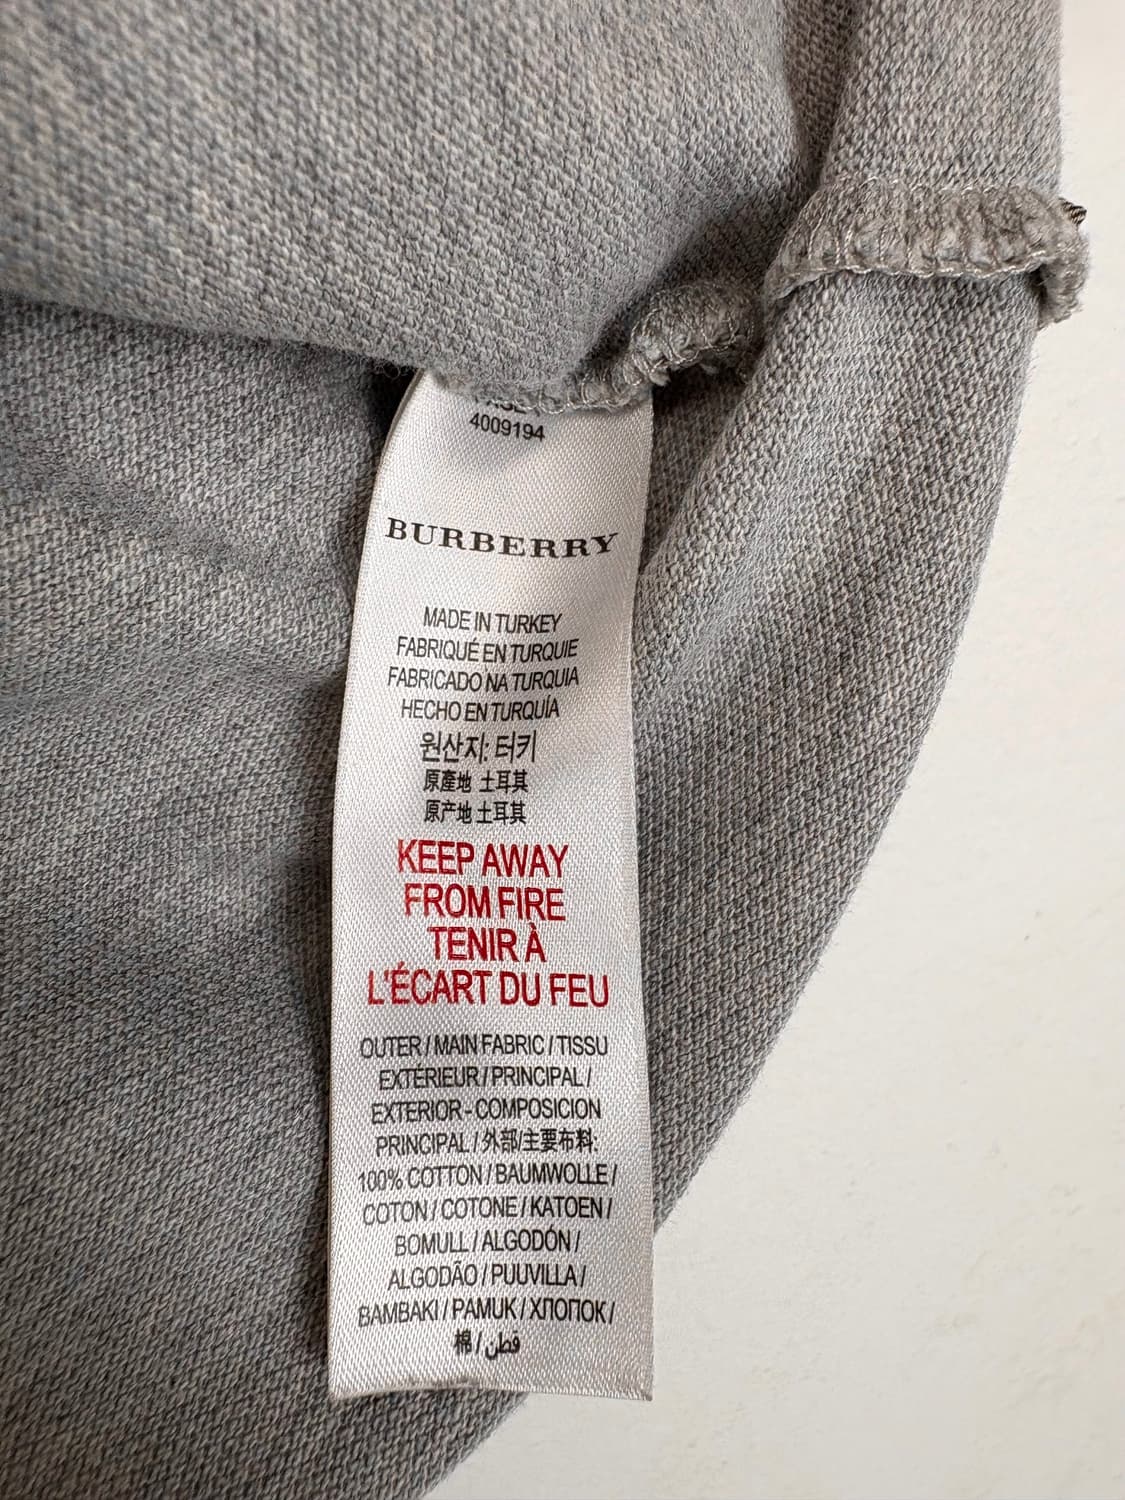 4009194
BURBERRY
MADE IN TURKEY
FABRIQUÉ EN TURQUIE
FABRICADO NA TURQUIA
HECHO EN TURQUÍA
원산지: 터키
原產地 土耳其
原产地 土耳其
KEEP AWAY
FROM FIRE
TENIR À
L'ÉCART DU FEU
OUTER / MAIN FABRIC / TISSU
EXTÉRIEUR / PRINCIPAL /
EXTERIOR - COMPOSICION
PRINCIPAL / 外部/主要布料:
100% COTTON / BAUMWOLLE /
COTON / COTONE / KATOEN /
BOMULL / ALGODÓN /
ALGODÃO / PUUVILLA /
BAMBAKI / PAMUK / ХЛОПОК /
棉 / قطن